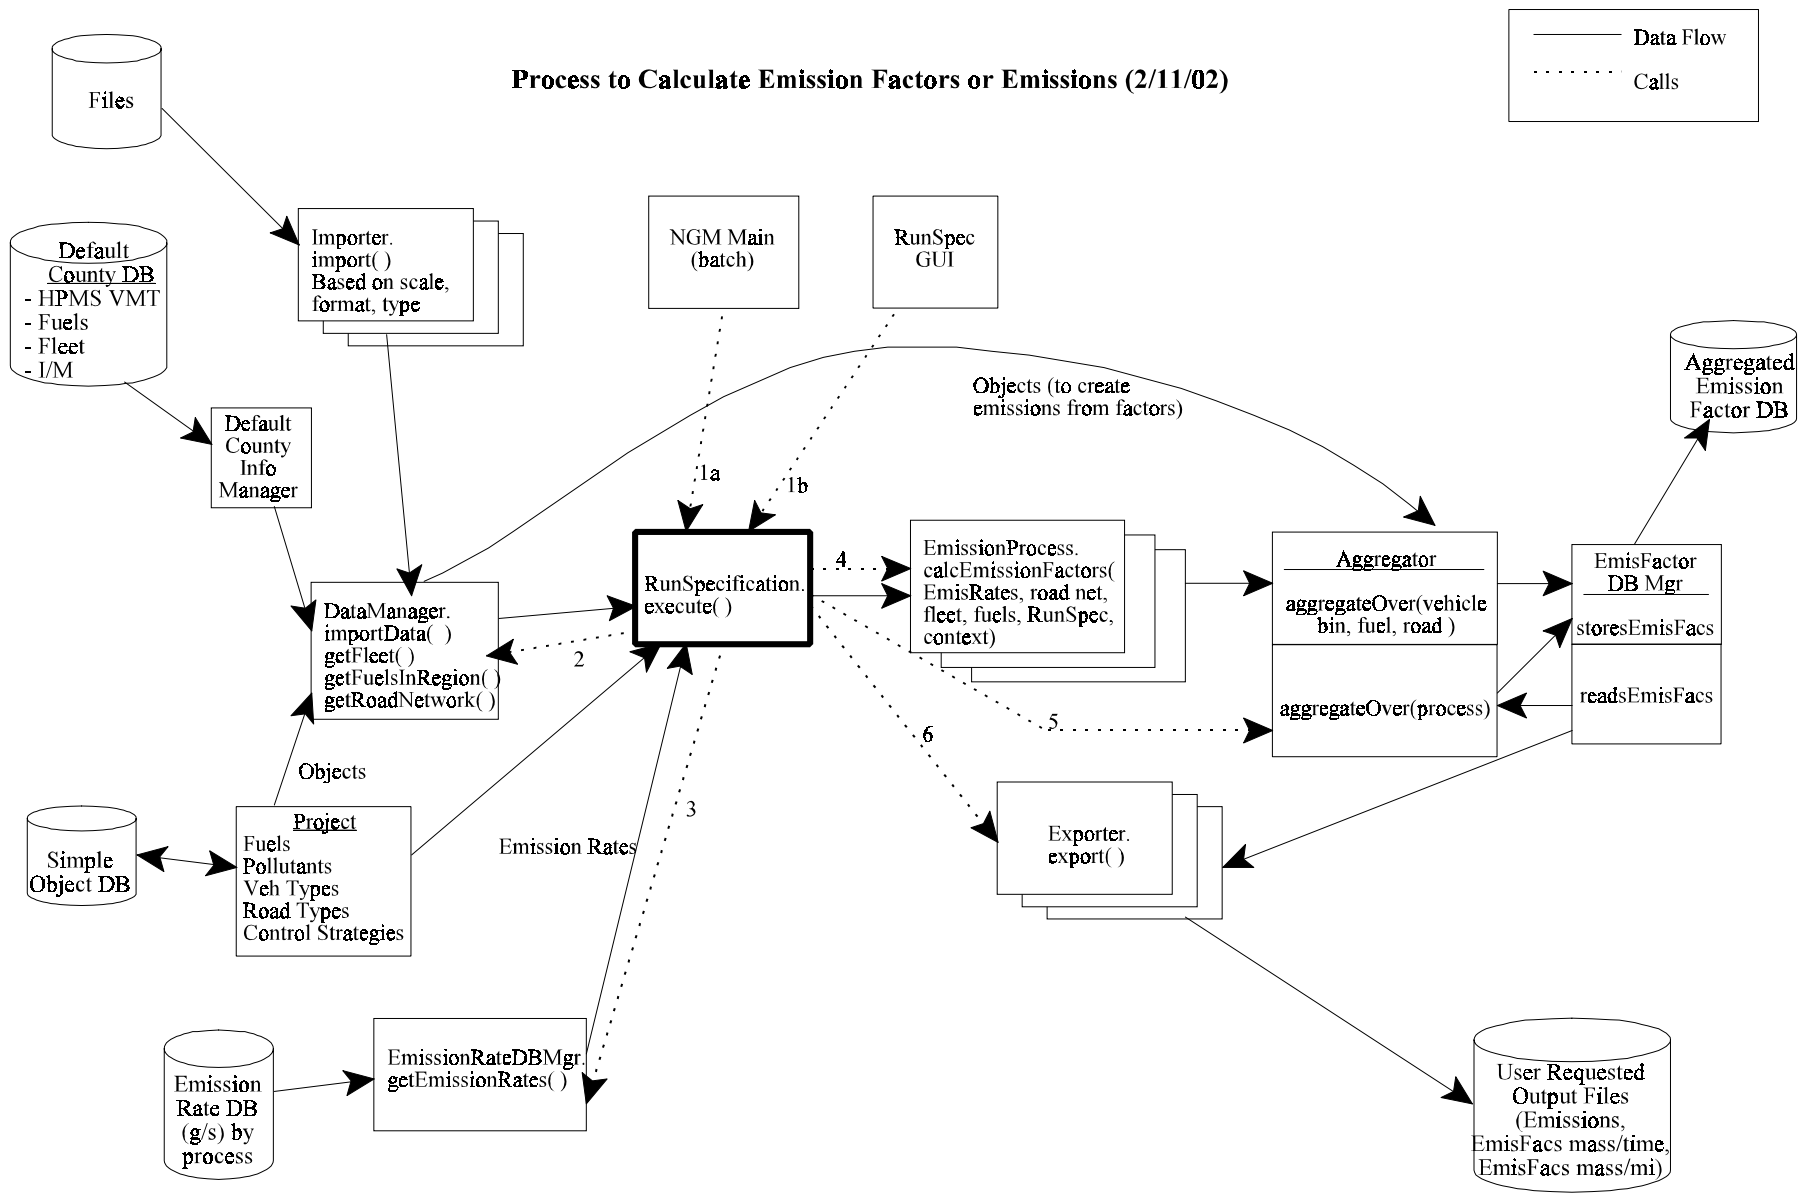 Process to Calculate Emission Factors or Emissions (2/11/02)
Data Flow
Calls
Files
Default
County DB
- HPMS VMT
- Fuels
- Fleet
- I/M
Importer.
import( )
Based on scale,
format, type
NGM Main
(batch)
RunSpec
GUI
Default
County
Info
Manager
Objects (to create
emissions from factors)
Aggregated
Emission
Factor DB
1a
1b
DataManager.
importData( )
getFleet( )
getFuelsInRegion( )
getRoadNetwork( )
RunSpecification.
execute( )
2
4
EmissionProcess.
calcEmissionFactors(
EmisRates, road net,
fleet, fuels, RunSpec,
context)
Aggregator
aggregateOver(vehicle
bin, fuel, road )
aggregateOver(process)
EmisFactor
DB Mgr
storesEmisFacs
readsEmisFacs
5
6
3
Objects
Simple
Object DB
Project
Fuels
Pollutants
Veh Types
Road Types
Control Strategies
Emission Rates
Exporter.
export( )
Emission
Rate DB
(g/s) by
process
EmissionRateDBMgr.
getEmissionRates( )
User Requested
Output Files
(Emissions,
EmisFacs mass/time,
EmisFacs mass/mi)